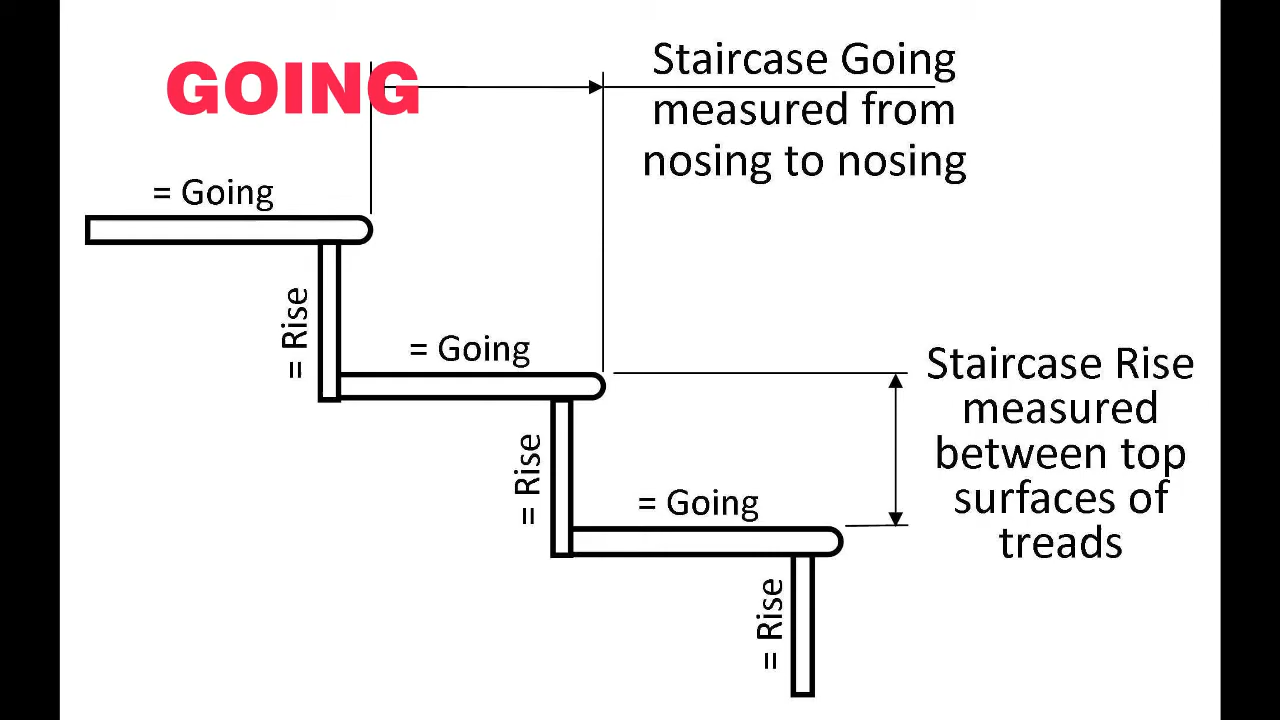 GOING
Staircase Going
measured from
nosing to nosing
= Going
= Rise
= Going
Staircase Rise
measured
between top
surfaces of
treads
= Rise
= Going
= Rise